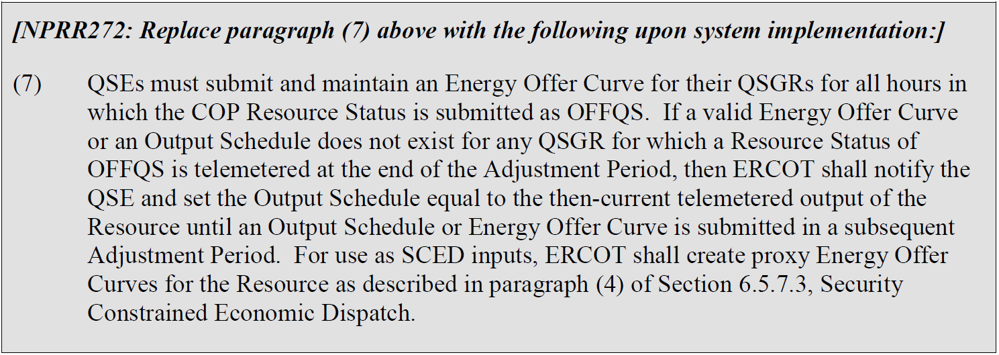 [NPRR272: Replace paragraph (7) above with the following upon system implementation:]
(7) QSEs must submit and maintain an Energy Offer Curve for their QSGRs for all hours in
which the COP Resource Status is submitted as OFFQS. If a valid Energy Offer Curve
or an Output Schedule does not exist for any QSGR for which a Resource Status of
OFFQS is telemetered at the end of the Adjustment Period, then ERCOT shall notify the
QSE and set the Output Schedule equal to the then-current telemetered output of the
Resource until an Output Schedule or Energy Offer Curve is submitted in a subsequent
Adjustment Period. For use as SCED inputs, ERCOT shall create proxy Energy Offer
Curves for the Resource as described in paragraph (4) of Section 6.5.7.3, Security
Constrained Economic Dispatch.